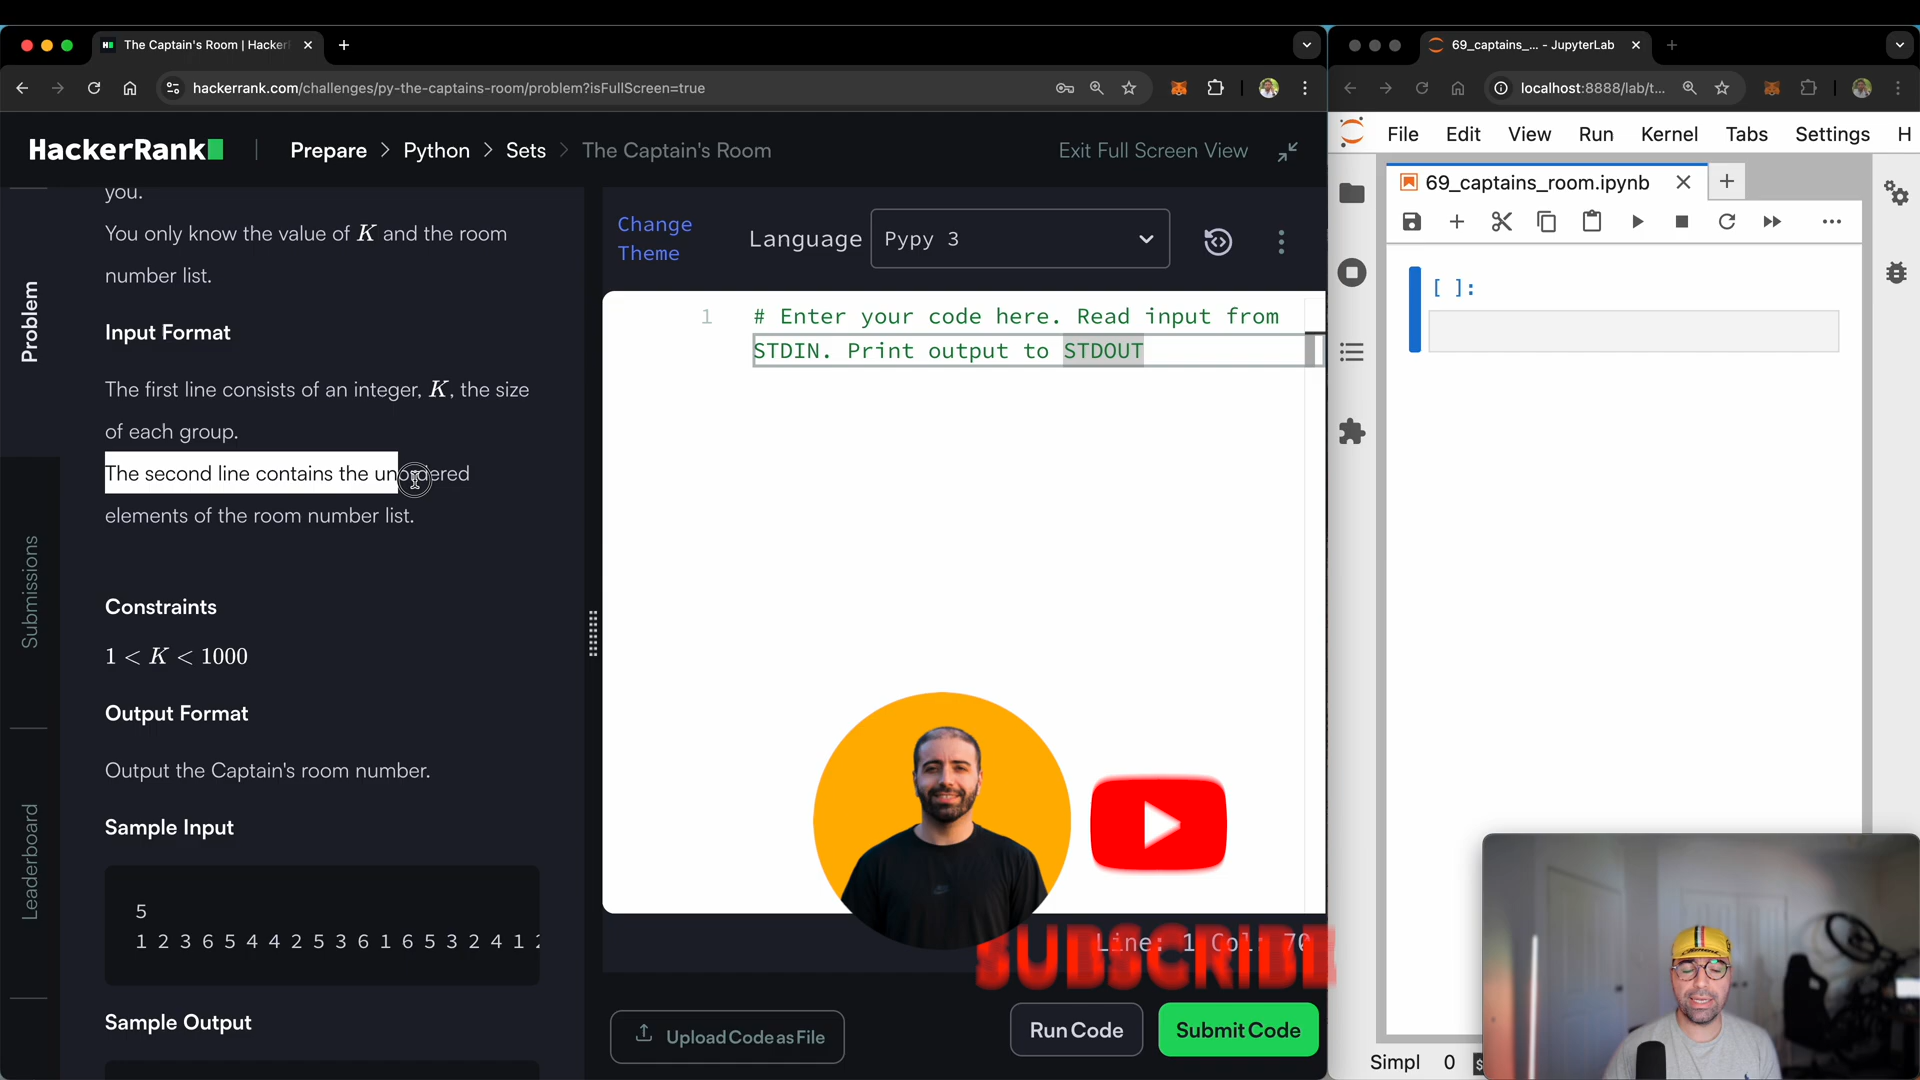 The Captain's Room | Hacker
69_captains_... - JupyterLab
hackerrank.com/challenges/py-the-captains-room/problem?isFullScreen=true
localhost:8888/lab/t...
HackerRank
Prepare > Python > Sets > The Captain's Room
Exit Full Screen View
File Edit View Run Kernel Tabs Settings H
69_captains_room.ipynb
Problem
Submissions
Leaderboard
you.
You only know the value of K and the room
number list.
Input Format
The first line consists of an integer, K, the size
of each group.
The second line contains the unordered
elements of the room number list.
Constraints
1 < K < 1000
Output Format
Output the Captain's room number.
Sample Input
5
1 2 3 6 5 4 4 2 5 3 6 1 6 5 3 2 4 1 2
Sample Output
Change
Theme
Language
Pypy 3
1
# Enter your code here. Read input from
STDIN. Print output to STDOUT
Line: 1 Col: 70
SUBSCRIBE
Upload Code as File
Run Code
Submit Code
[ ]:
Simpl 0